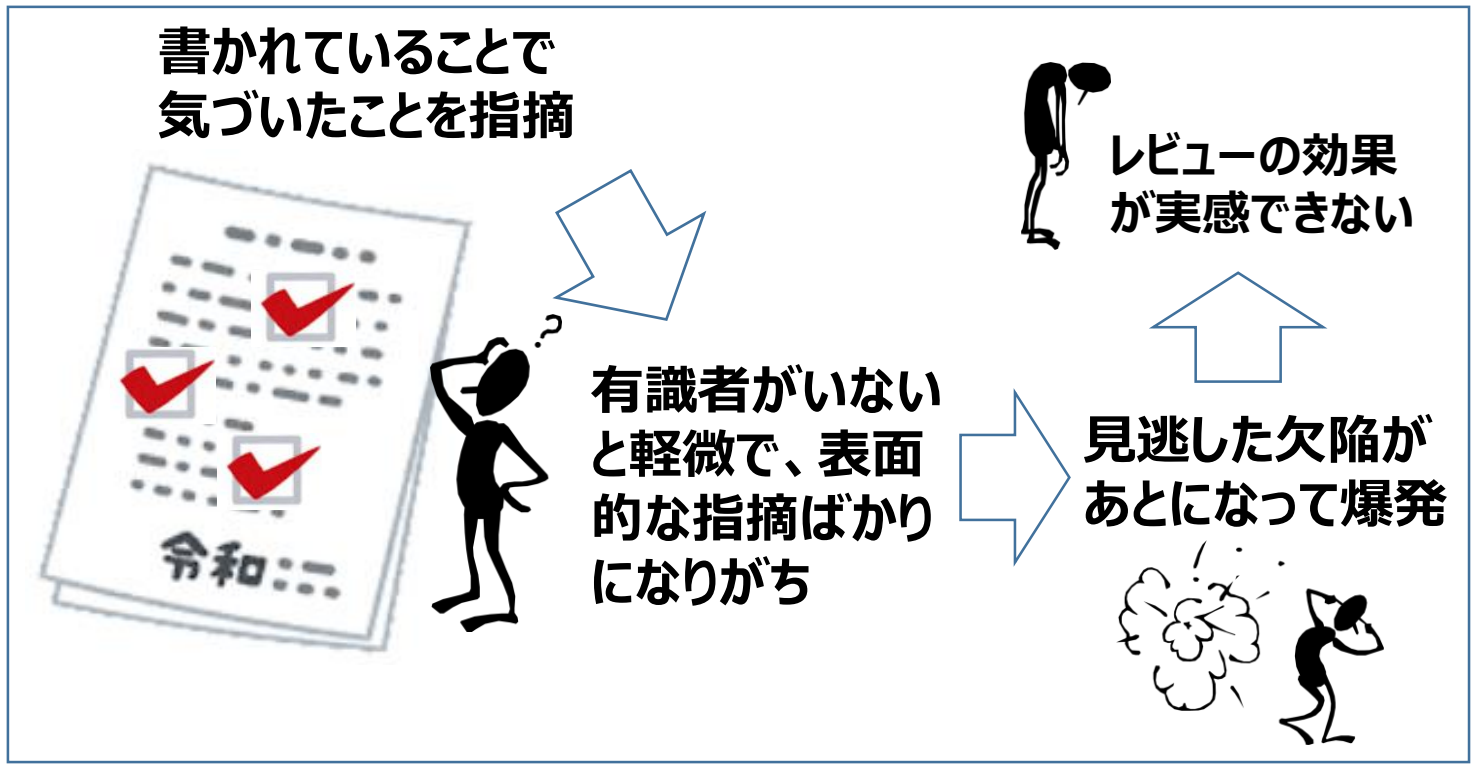 書かれていることで
気づいたことを指摘
令和
?
有識者がいない
と軽微で、表面
的な指摘ばかり
になりがち
見逃した欠陥が
あとになって爆発
レビューの効果
が実感できない